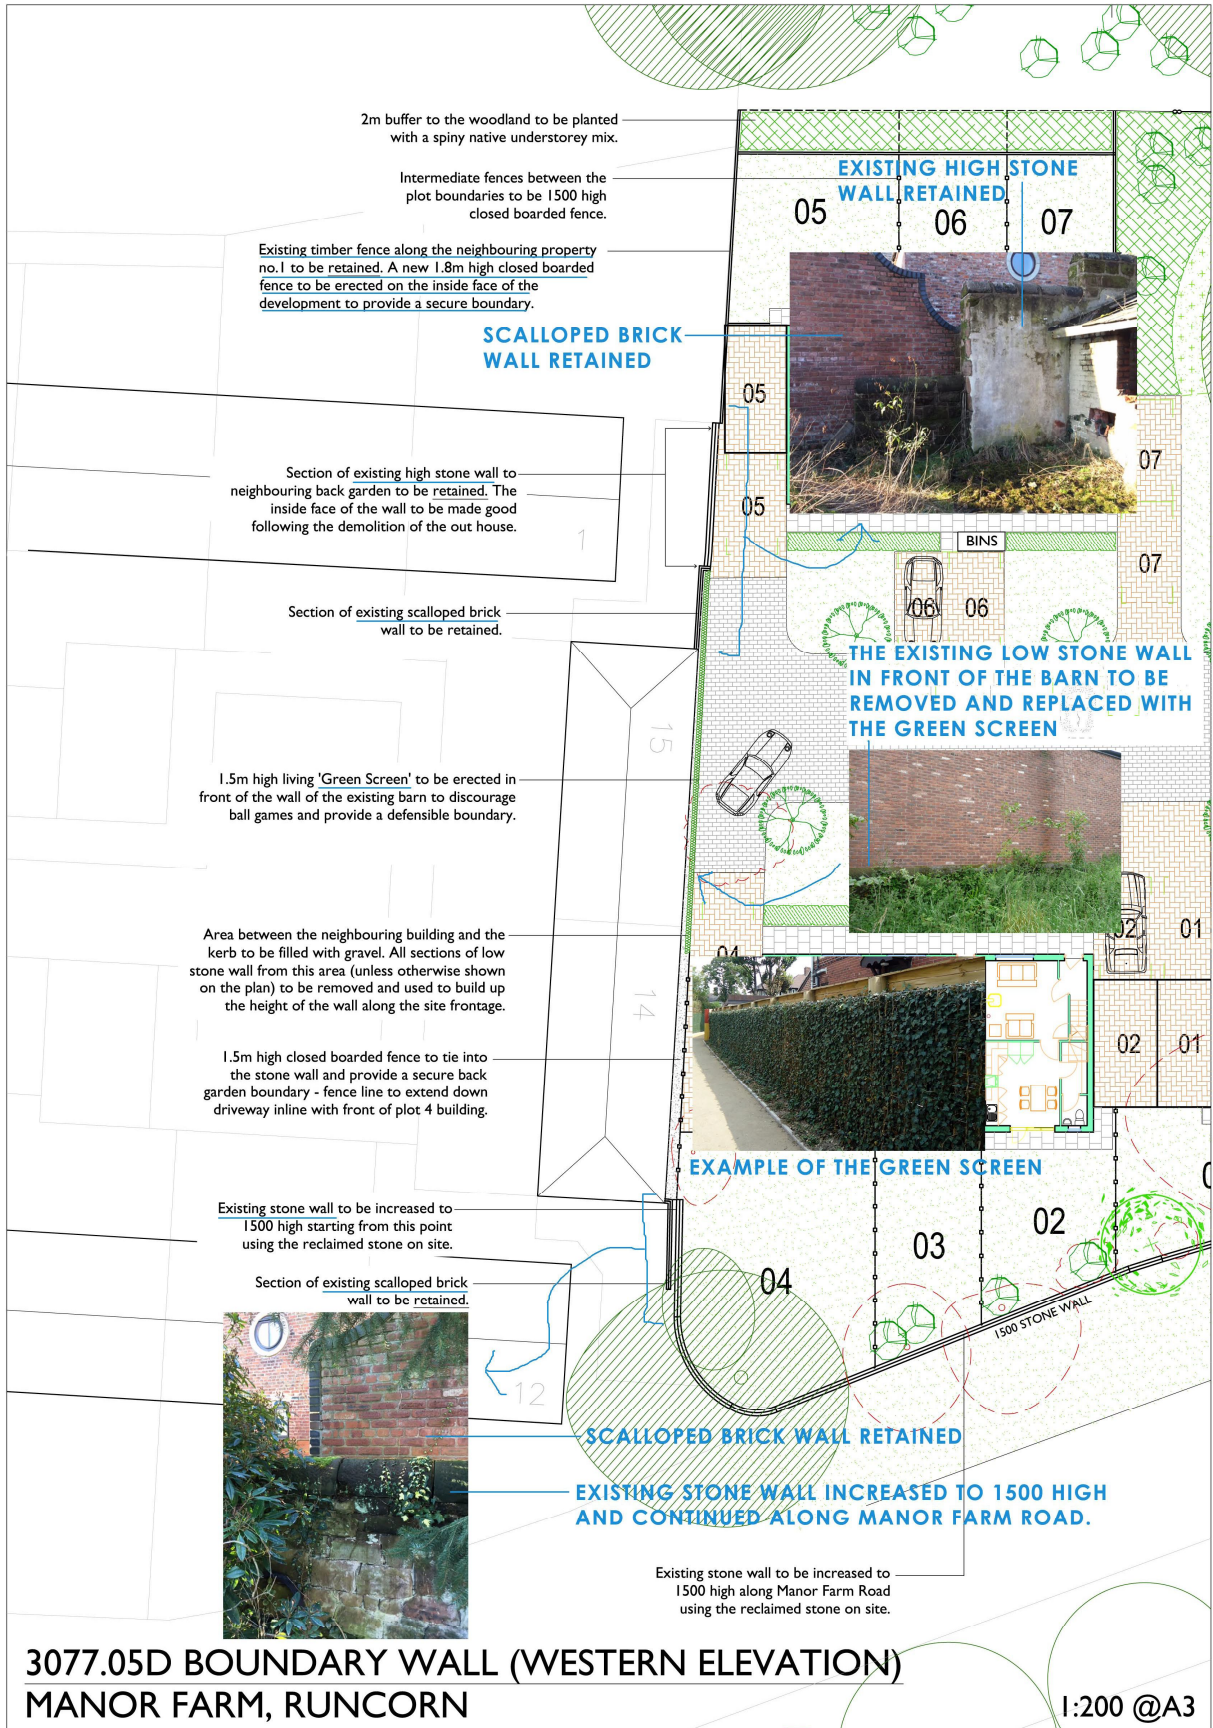 2m buffer to the woodland to be planted
with a spiny native understorey mix.
Intermediate fences between the
plot boundaries to be 1500 high
closed boarded fence.
EXISTING HIGH STONE
WALL RETAINED
05
06
07
Existing timber fence along the neighbouring property
no.1 to be retained. A new 1.8m high closed boarded
fence to be erected on the inside face of the
development to provide a secure boundary.
SCALLOPED BRICK
WALL RETAINED
05
07
Section of existing high stone wall to
neighbouring back garden to be retained. The
inside face of the wall to be made good
following the demolition of the out house.
05
1
BINS
07
06
06
Section of existing scalloped brick
wall to be retained.
THE EXISTING LOW STONE WALL
IN FRONT OF THE BARN TO BE
REMOVED AND REPLACED WITH
THE GREEN SCREEN
15
1.5m high living 'Green Screen' to be erected in
front of the wall of the existing barn to discourage
ball games and provide a defensible boundary.
02
01
04
Area between the neighbouring building and the
kerb to be filled with gravel. All sections of low
stone wall from this area (unless otherwise shown
on the plan) to be removed and used to build up
the height of the wall along the site frontage.
14
02
01
1.5m high closed boarded fence to tie into
the stone wall and provide a secure back
garden boundary - fence line to extend down
driveway inline with front of plot 4 building.
EXAMPLE OF THE GREEN SCREEN
Existing stone wall to be increased to
1500 high starting from this point
using the reclaimed stone on site.
02
03
04
Section of existing scalloped brick
wall to be retained.
1500 STONE WALL
12
SCALLOPED BRICK WALL RETAINED
EXISTING STONE WALL INCREASED TO 1500 HIGH
AND CONTINUED ALONG MANOR FARM ROAD.
Existing stone wall to be increased to
1500 high along Manor Farm Road
using the reclaimed stone on site.
3077.05D BOUNDARY WALL (WESTERN ELEVATION)
MANOR FARM, RUNCORN
1:200 @A3